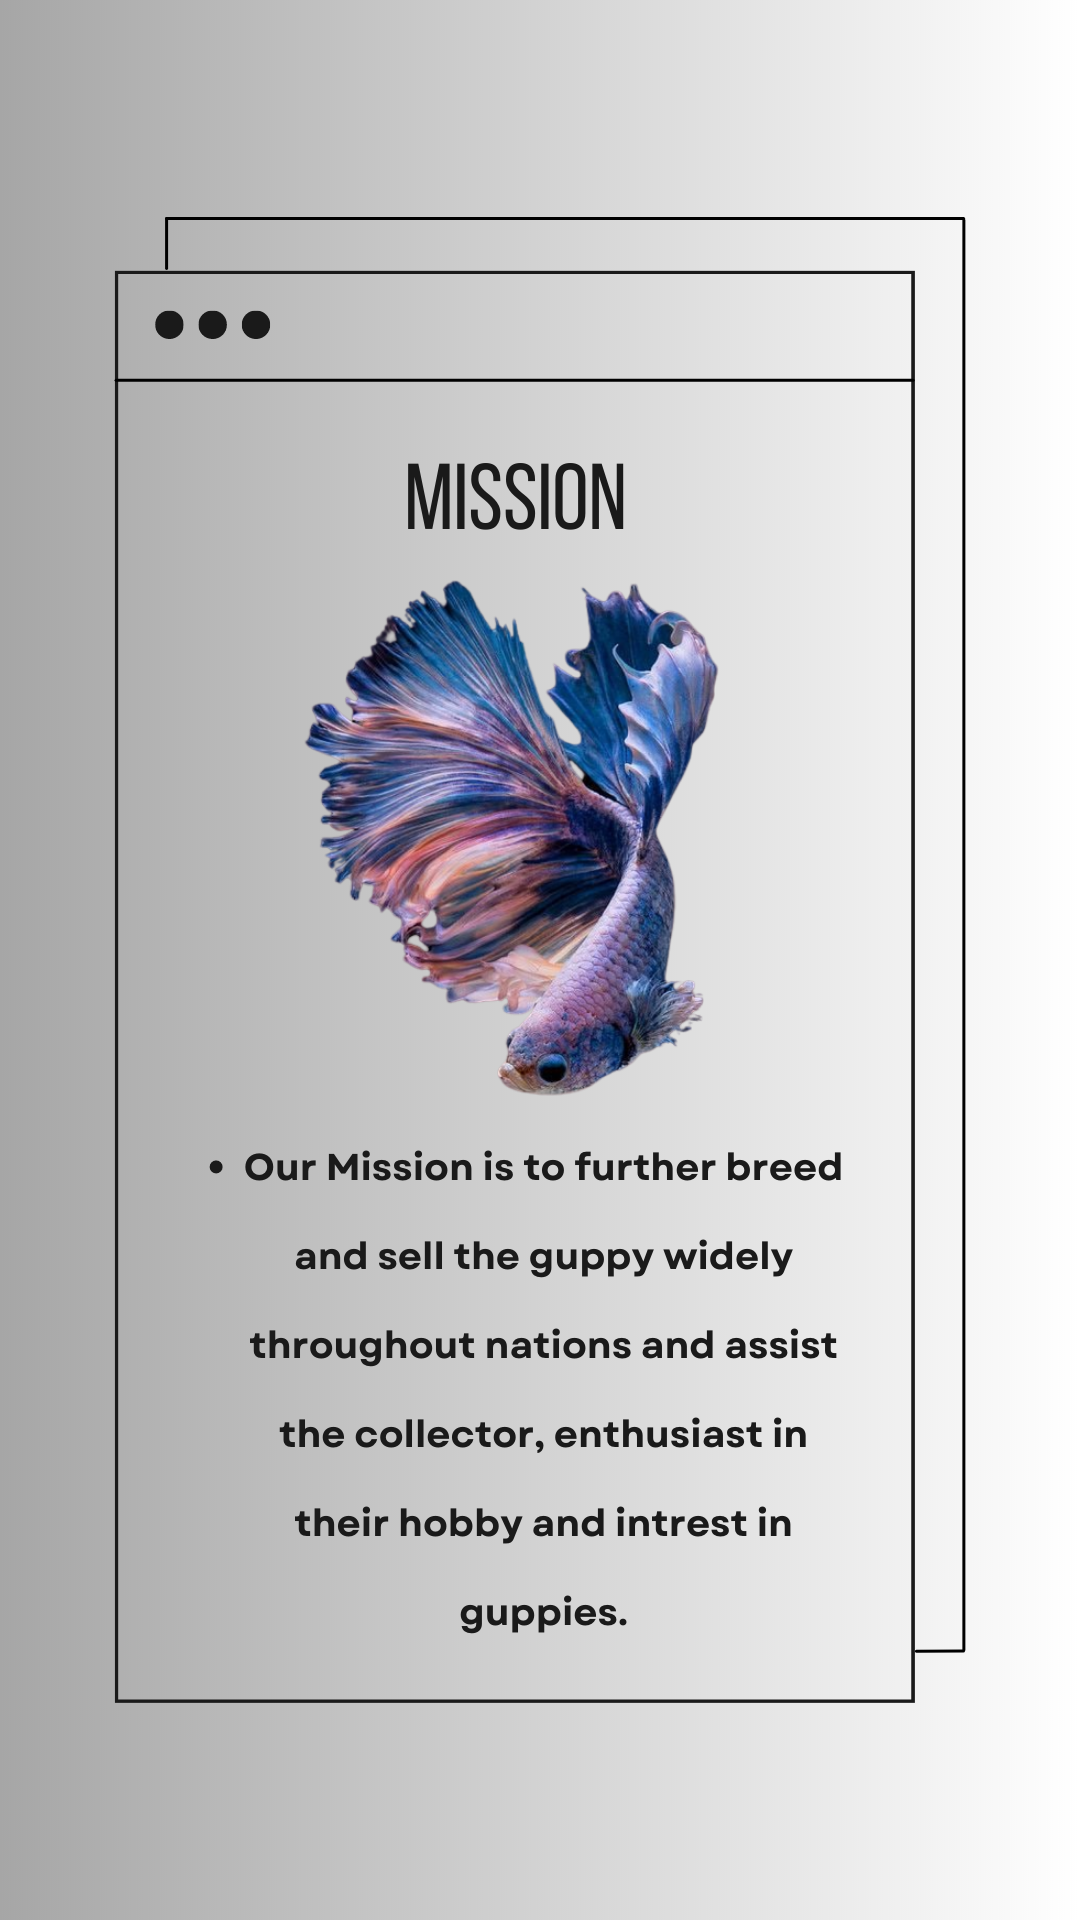 MISSION
• Our Mission is to further breed
and sell the guppy widely
throughout nations and assist
the collector, enthusiast in
their hobby and intrest in
guppies.